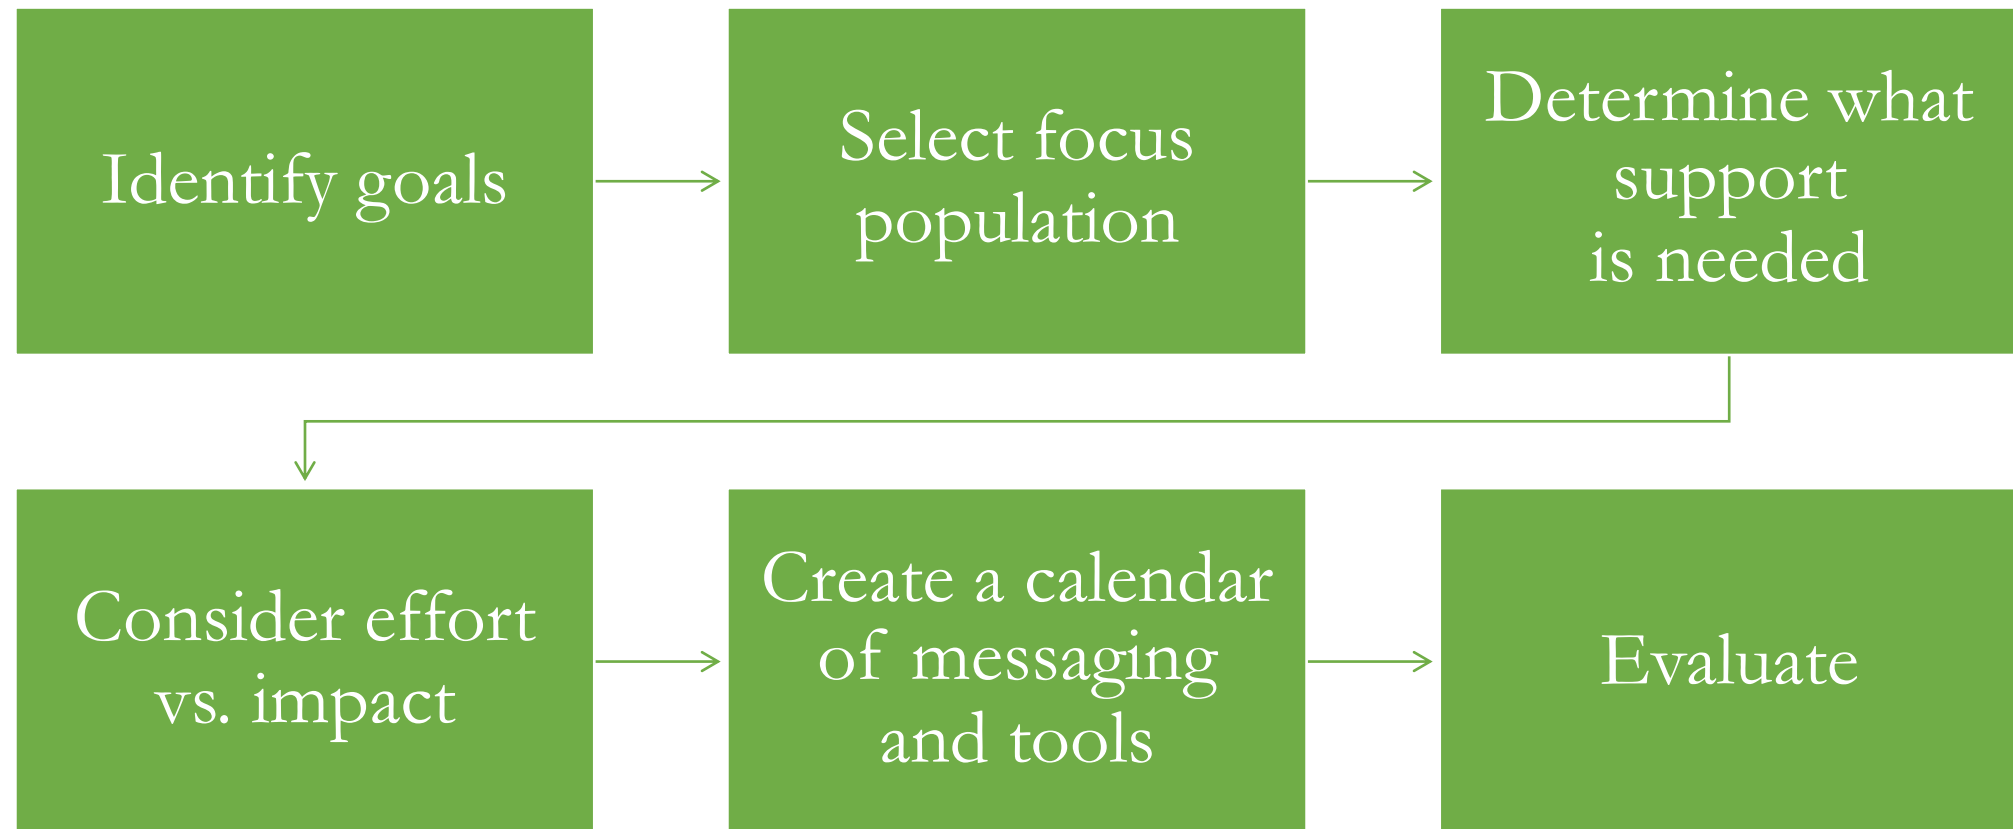 Identify goals
Select focus
population
Determine what
support
is needed
Consider effort
vs. impact
Create a calendar
of messaging
and tools
Evaluate